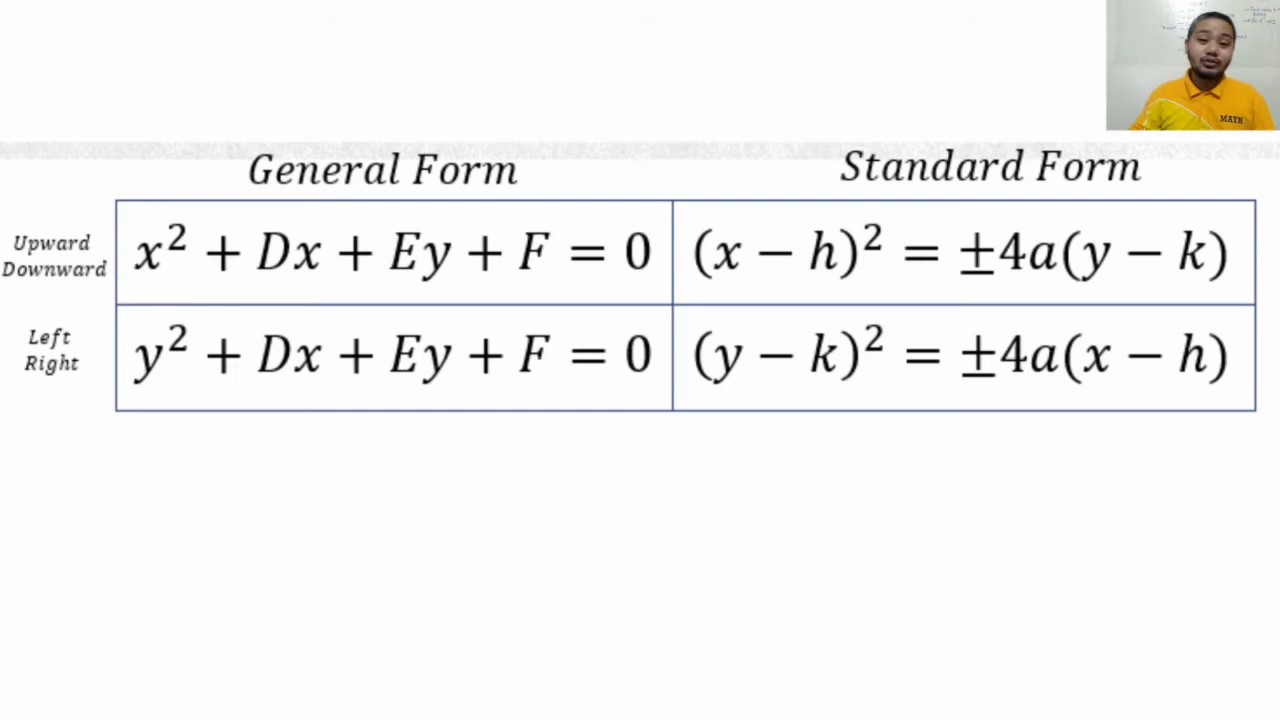 General Form
Standard Form
Upward
Downward
x² + Dx + Ey + F = 0
(x − h)² = ±4a(y − k)
Left
Right
y² + Dx + Ey + F = 0
(y − k)² = ±4a(x − h)
MATH